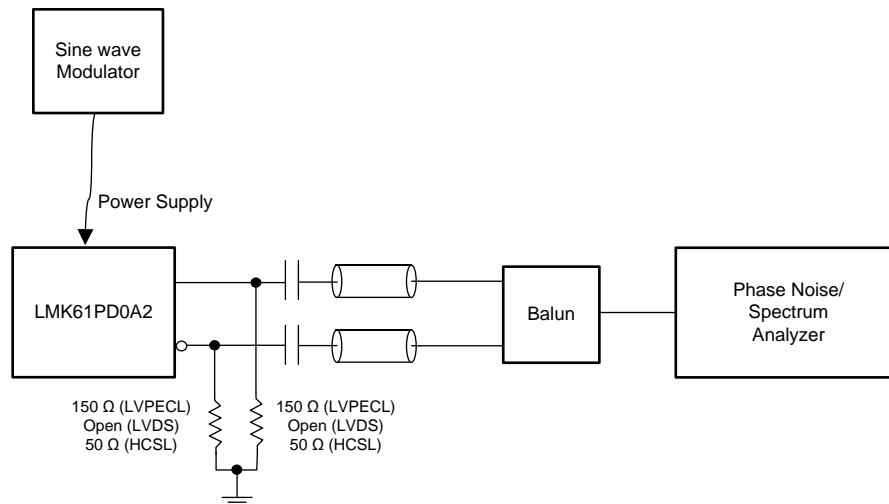 Sine wave
Modulator
Power Supply
LMK61PD0A2
Balun
Phase Noise/
Spectrum
Analyzer
150 Ω (LVPECL)
Open (LVDS)
50 Ω (HCSL)
150 Ω (LVPECL)
Open (LVDS)
50 Ω (HCSL)